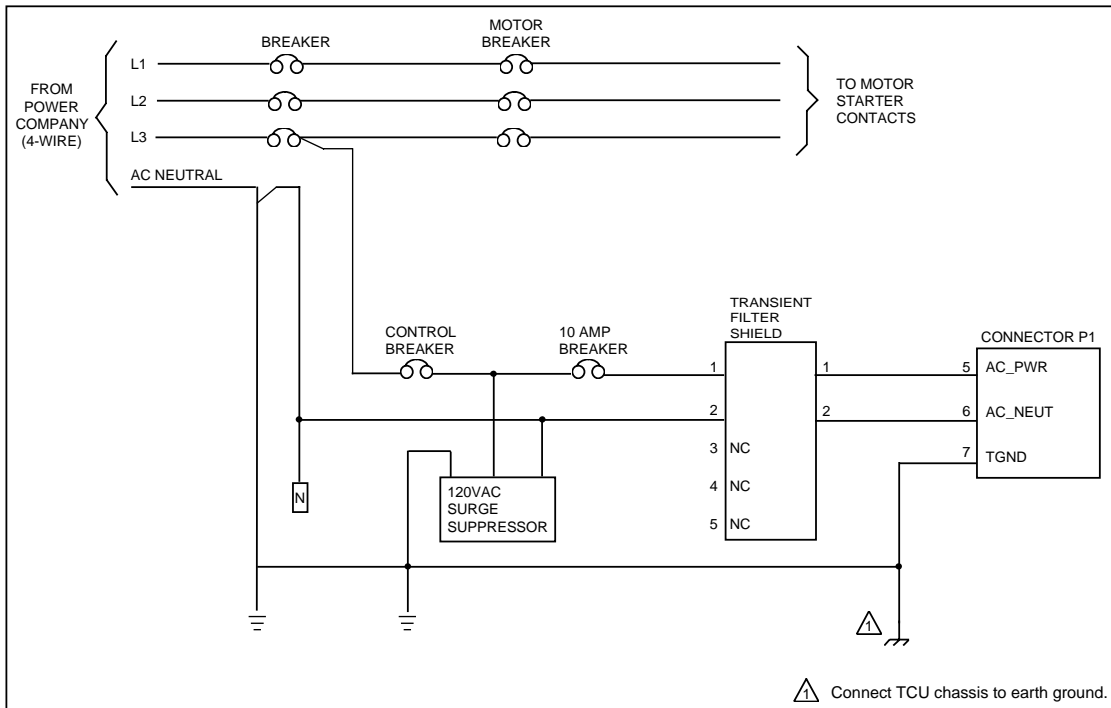 MOTOR
BREAKER
BREAKER
L1
L2
L3
FROM
POWER
COMPANY
(4-WIRE)
TO MOTOR
STARTER
CONTACTS
AC NEUTRAL
TRANSIENT
FILTER
SHIELD
CONTROL
BREAKER
10 AMP
BREAKER
CONNECTOR P1
1
1
5
AC_PWR
2
2
6
AC_NEUT
3 NC
7
TGND
4 NC
5 NC
N
120VAC
SURGE
SUPPRESSOR
1
1 Connect TCU chassis to earth ground.